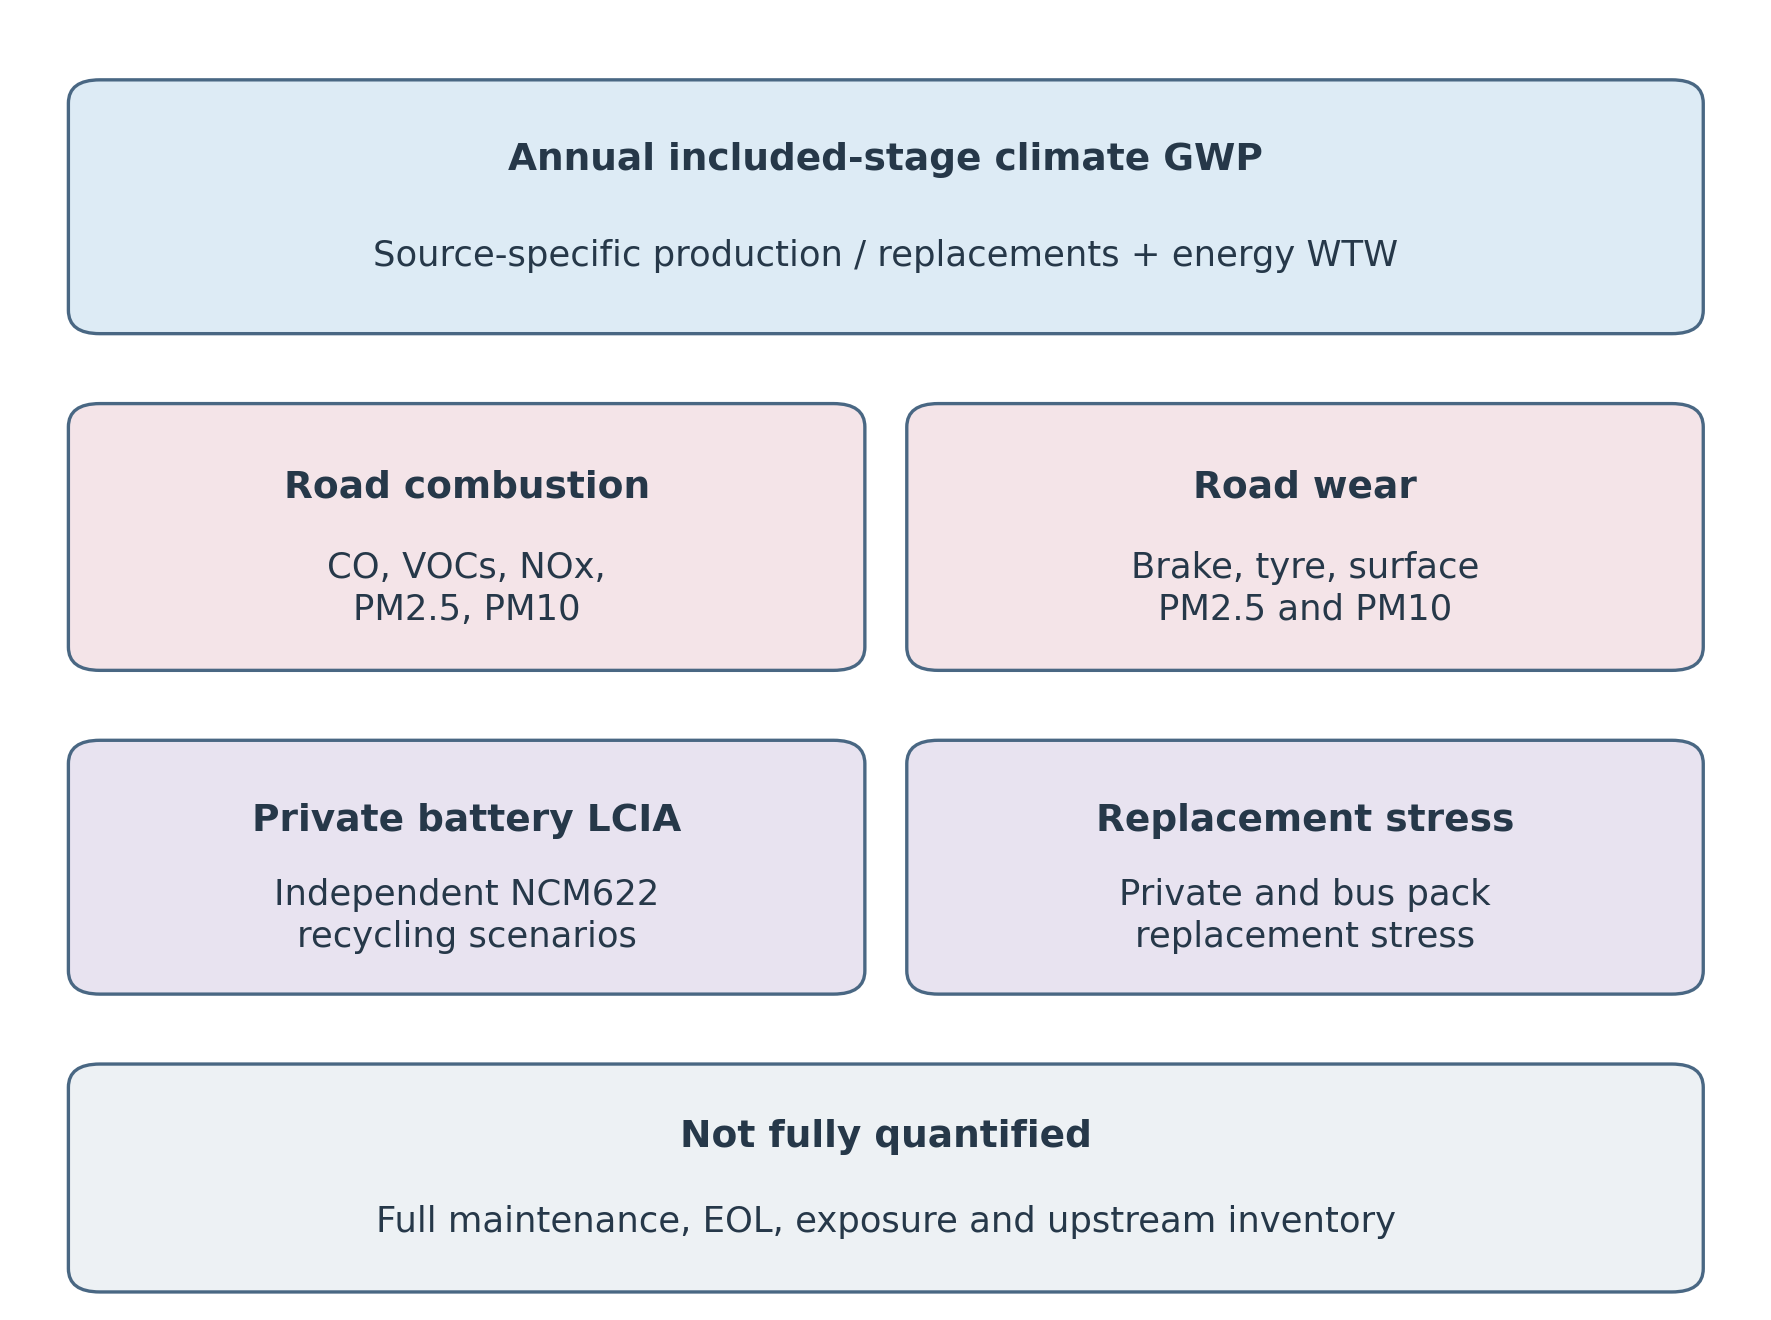 Annual included-stage climate GWP
Source-specific production / replacements + energy WTW
Road combustion
CO, VOCs, NOx,
PM2.5, PM10
Road wear
Brake, tyre, surface
PM2.5 and PM10
Private battery LCIA
Independent NCM622
recycling scenarios
Replacement stress
Private and bus pack
replacement stress
Not fully quantified
Full maintenance, EOL, exposure and upstream inventory